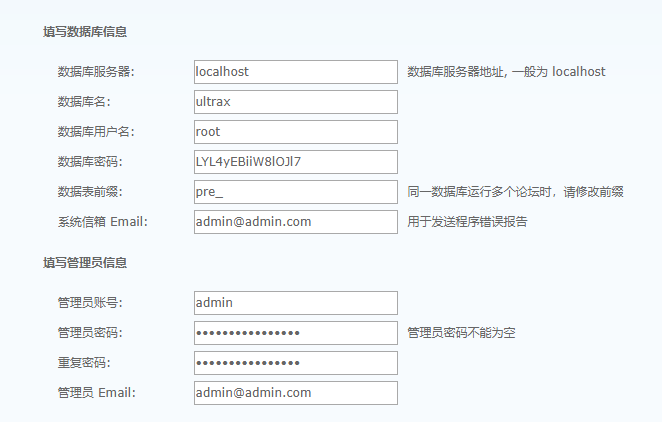 填写数据库信息
数据库服务器: localhost 数据库服务器地址, 一般为 localhost
数据库名: ultrax
数据库用户名: root
数据库密码: LYL4yEBiiW8lOJl7
数据表前缀: pre_ 同一数据库运行多个论坛时，请修改前缀
系统信箱 Email: admin@admin.com 用于发送程序错误报告
填写管理员信息
管理员账号: admin
管理员密码: •••••••••••••••• 管理员密码不能为空
重复密码: ••••••••••••••••
管理员 Email: admin@admin.com